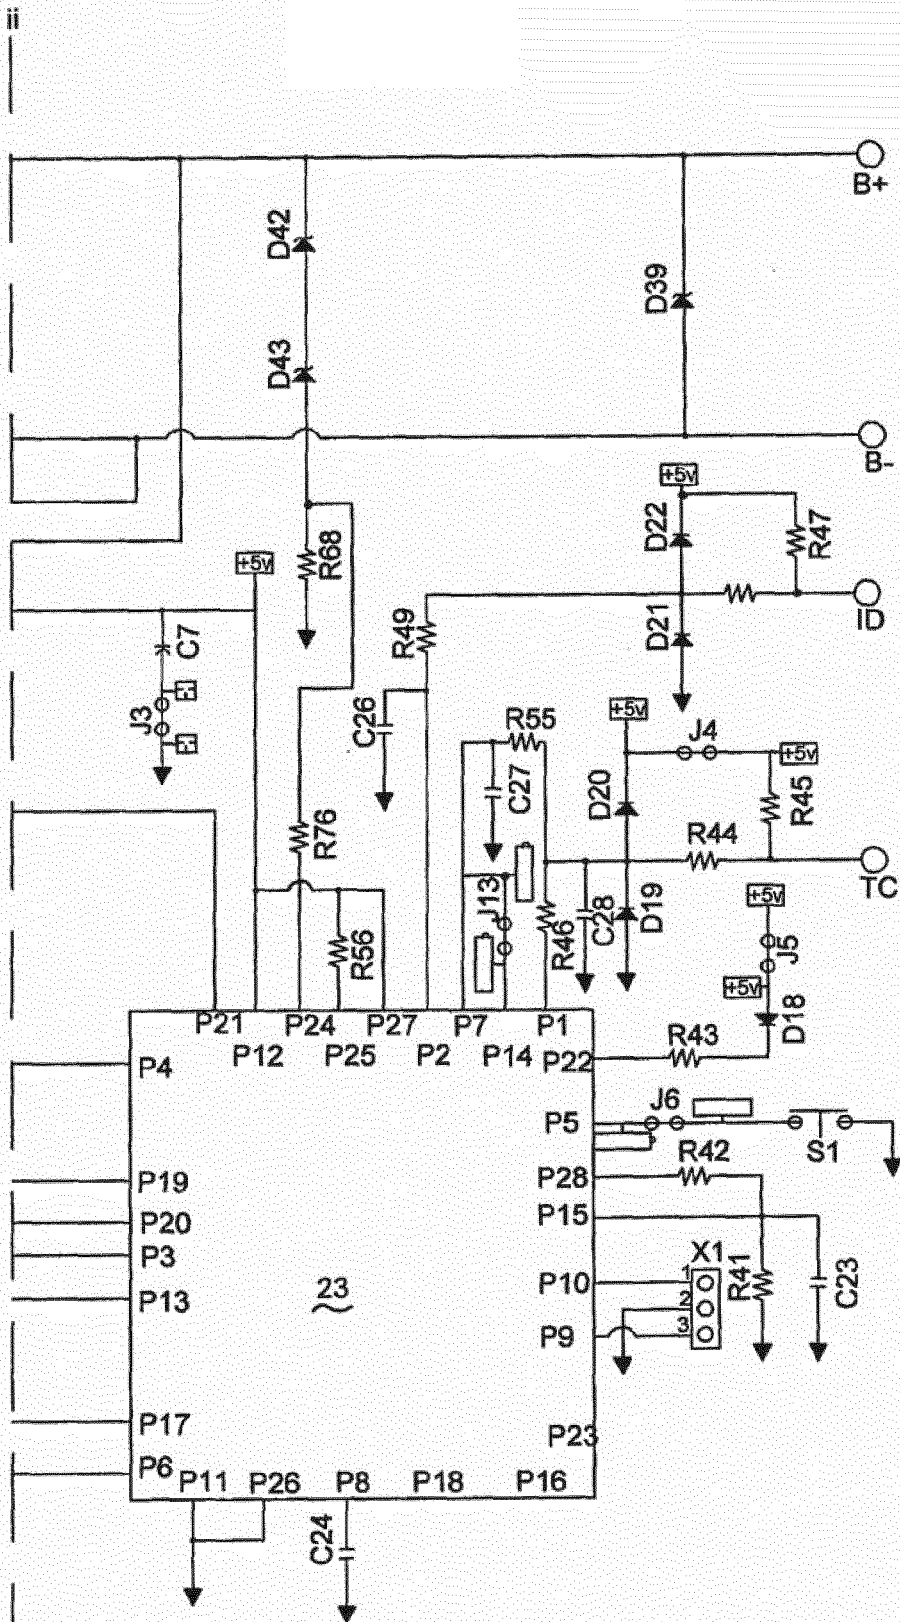 ii
B+
D42
D39
D43
B-
+5v
D22
R47
+5v
R68
ID
D21
R49
C7
J3
+5v
C26
R55
J4
+5v
C27
D20
R45
R76
R44
TC
J13
+5v
C28
D19
R46
R56
J5
+5v
D18
P21
P24
P27
P7
P1
P12
P25
P2
P14
P22
R43
P4
P5
J6
S1
R42
P19
P28
P20
P15
P3
X1
1
R41
C23
P10
23
2
P13
P9
3
P17
P23
P6
P11
P26
P8
P18
P16
C24